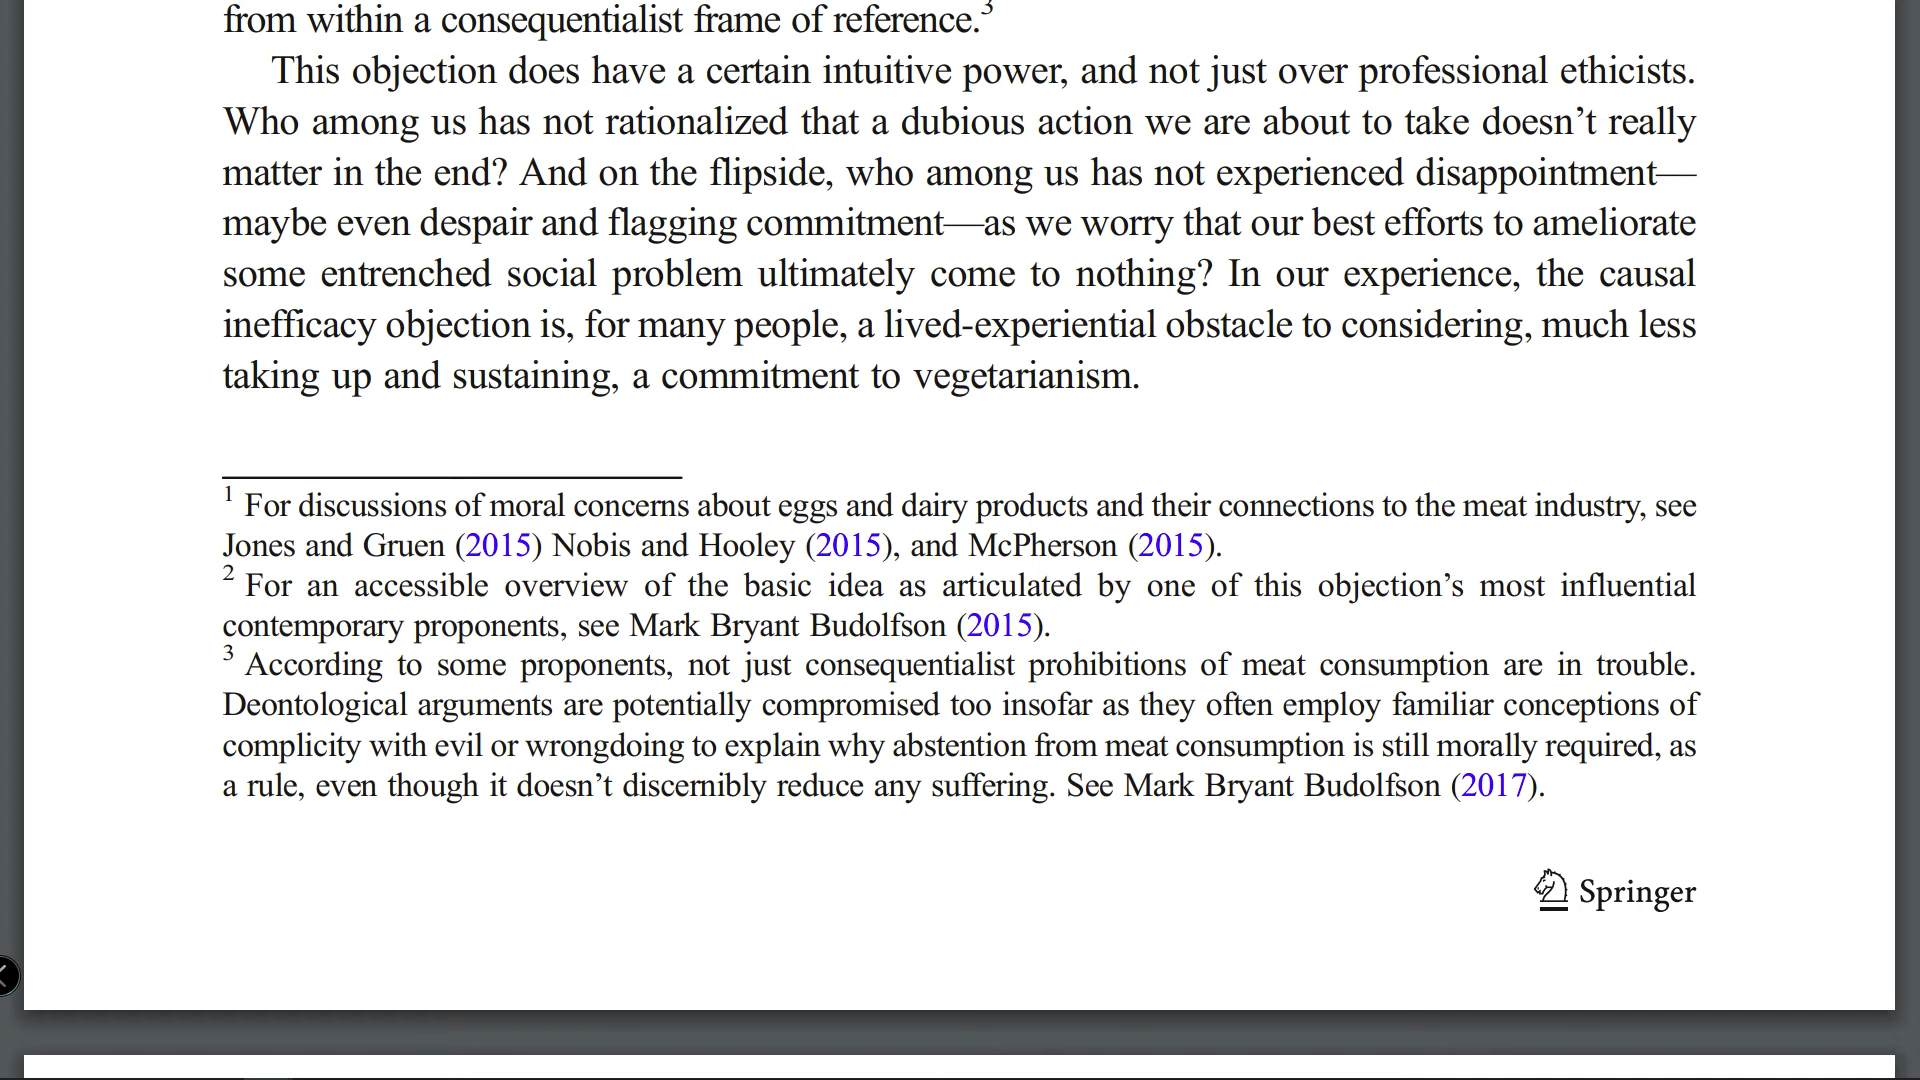 from within a consequentialist frame of reference.3
This objection does have a certain intuitive power, and not just over professional ethicists.
Who among us has not rationalized that a dubious action we are about to take doesn’t really
matter in the end? And on the flipside, who among us has not experienced disappointment—
maybe even despair and flagging commitment—as we worry that our best efforts to ameliorate
some entrenched social problem ultimately come to nothing? In our experience, the causal
inefficacy objection is, for many people, a lived-experiential obstacle to considering, much less
taking up and sustaining, a commitment to vegetarianism.
1 For discussions of moral concerns about eggs and dairy products and their connections to the meat industry, see
Jones and Gruen (2015) Nobis and Hooley (2015), and McPherson (2015).
2 For an accessible overview of the basic idea as articulated by one of this objection’s most influential
contemporary proponents, see Mark Bryant Budolfson (2015).
3 According to some proponents, not just consequentialist prohibitions of meat consumption are in trouble.
Deontological arguments are potentially compromised too insofar as they often employ familiar conceptions of
complicity with evil or wrongdoing to explain why abstention from meat consumption is still morally required, as
a rule, even though it doesn’t discernibly reduce any suffering. See Mark Bryant Budolfson (2017).
Springer